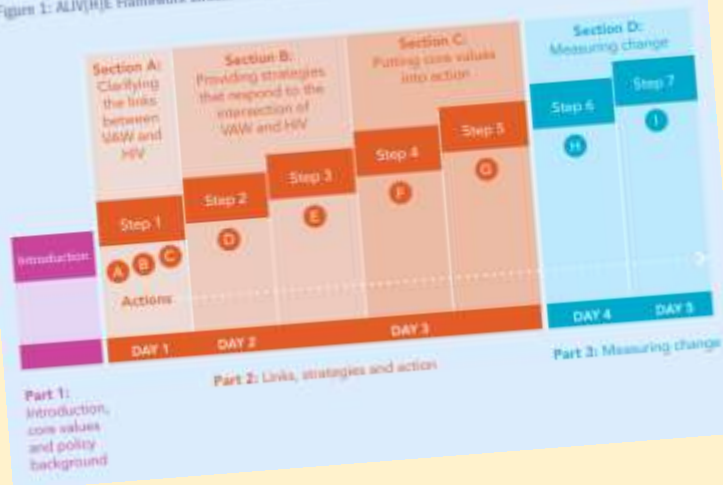 Figure 1: ALIV(H)E Framework
Section A:
Clarifying
the links
between
VAW and
HIV
Section B:
Providing strategies
that respond to the
intersection of
VAW and HIV
Section C:
Putting core values
into action
Section D:
Measuring change
Introduction
Step 1
Step 2
Step 3
Step 4
Step 5
Step 6
Step 7
A B C
D
E
F
G
H
I
Actions
DAY 1
DAY 2
DAY 3
DAY 4
DAY 5
Part 1:
Introduction,
core values
and policy
background
Part 2: Links, strategies and action
Part 3: Measuring change